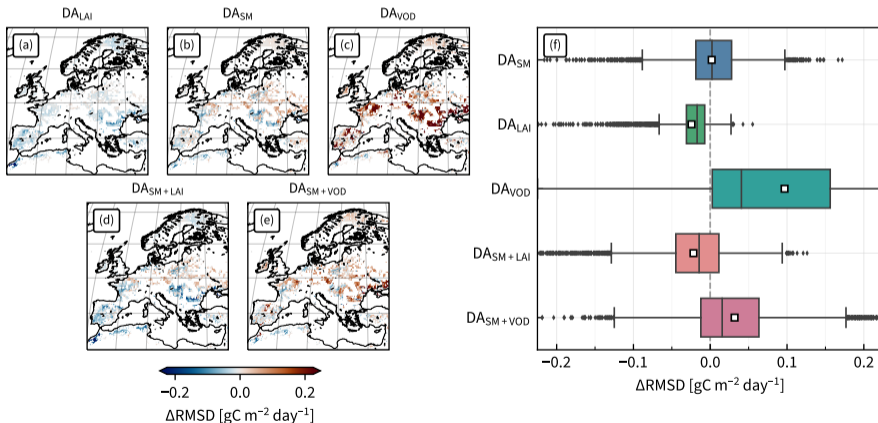 DA_LAI
DA_SM
DA_VOD
(a)
(b)
(c)
DA_SM+LAI
DA_SM+VOD
(d)
(e)
−0.2 0.0 0.2
ΔRMSD [gC m⁻² day⁻¹]
(f)
DA_SM
DA_LAI
DA_VOD
DA_SM+LAI
DA_SM+VOD
−0.2 −0.1 0.0 0.1 0.2
ΔRMSD [gC m⁻² day⁻¹]